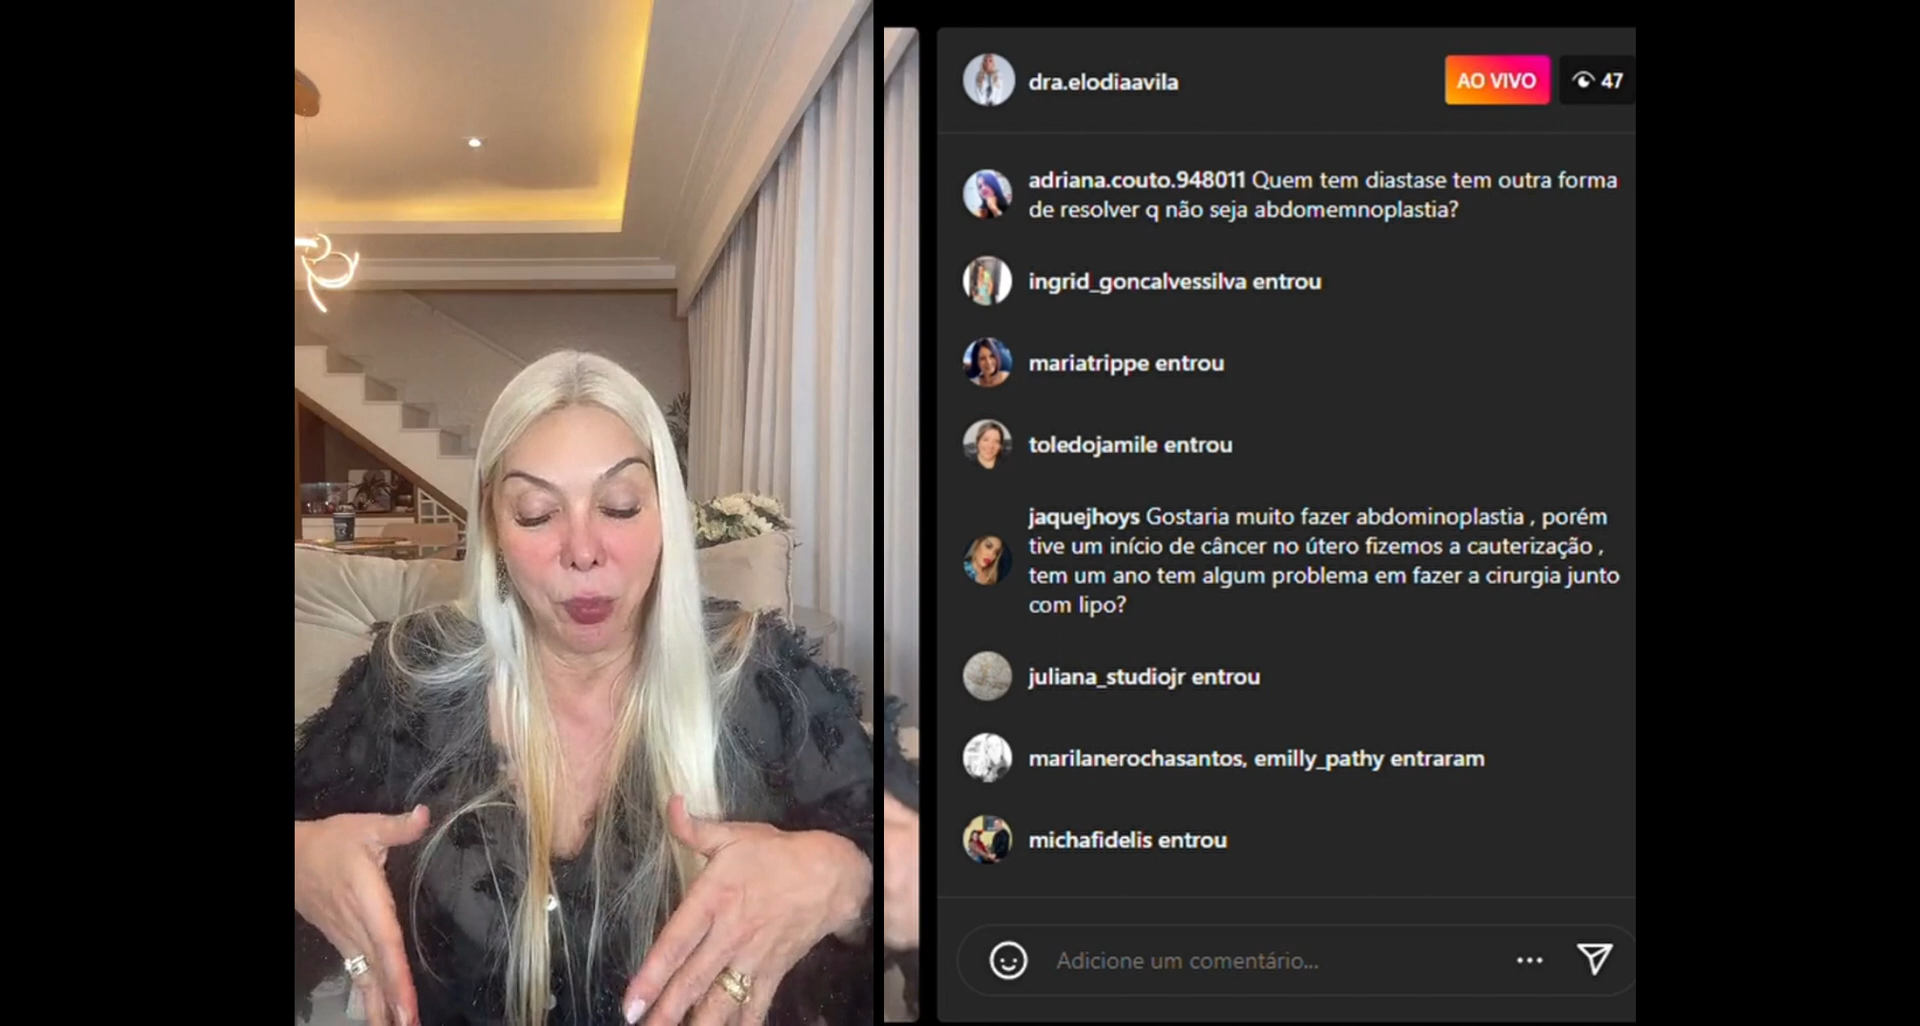 dra.elodiaavila
AO VIVO
47
adriana.couto.948011 Quem tem diastase tem outra forma
de resolver q não seja abdomemnoplastia?
ingrid_goncalvessilva entrou
mariatrippe entrou
toledojamile entrou
jaquejhoys Gostaria muito fazer abdominoplastia , porém
tive um início de câncer no útero fizemos a cauterização ,
tem um ano tem algum problema em fazer a cirurgia junto
com lipo?
juliana_studiojr entrou
marilanerochasantos, emilly_pathy entraram
michafidelis entrou
Adicione um comentário...